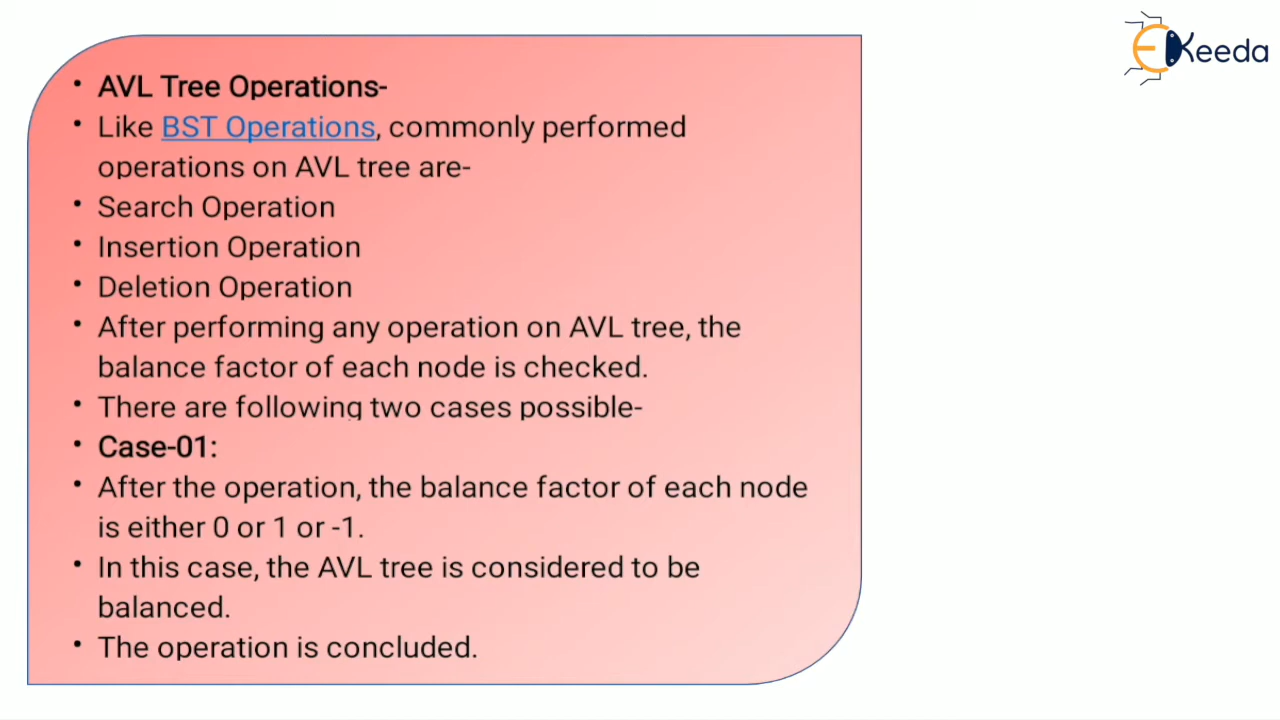 EKeeda
• AVL Tree Operations-
• Like BST Operations, commonly performed
operations on AVL tree are-
• Search Operation
• Insertion Operation
• Deletion Operation
• After performing any operation on AVL tree, the
balance factor of each node is checked.
• There are following two cases possible-
• Case-01:
• After the operation, the balance factor of each node
is either 0 or 1 or -1.
• In this case, the AVL tree is considered to be
balanced.
• The operation is concluded.